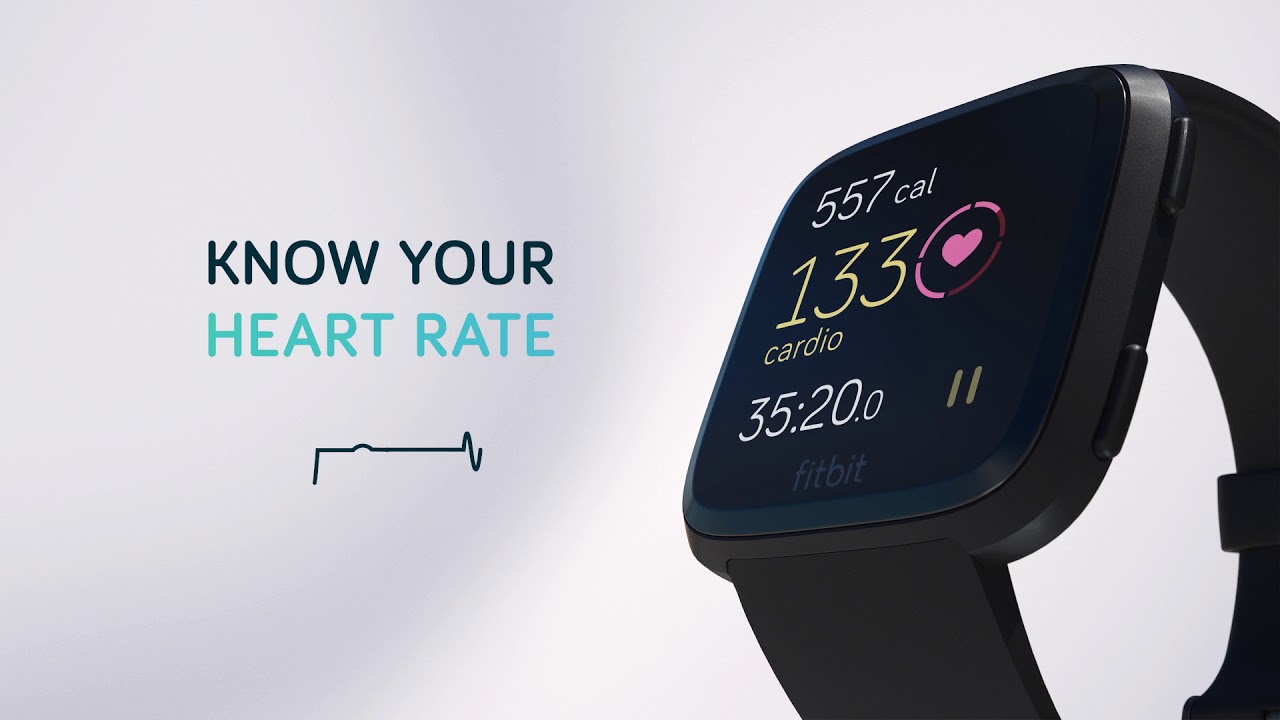 KNOW YOUR
HEART RATE
557 cal
133
cardio
35:20.0
fitbit